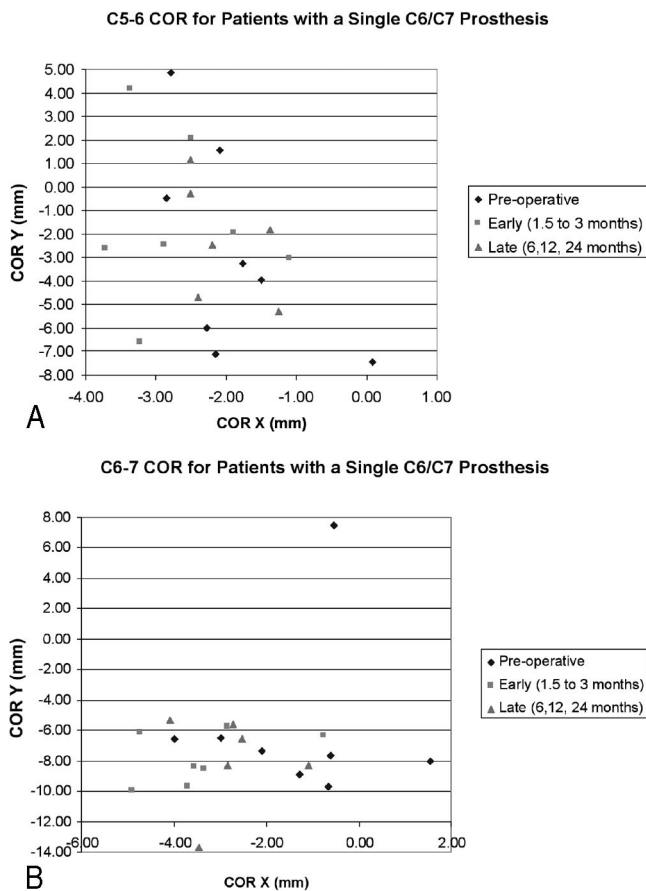 C5-6 COR for Patients with a Single C6/C7 Prosthesis
5.00
4.00
3.00
2.00
1.00
0.00
-1.00
-2.00
-3.00
-4.00
-5.00
-6.00
-7.00
-8.00
COR Y (mm)
-4.00 -3.00 -2.00 -1.00 0.00 1.00
COR X (mm)
Pre-operative
Early (1.5 to 3 months)
Late (6,12, 24 months)
A
C6-7 COR for Patients with a Single C6/C7 Prosthesis
8.00
6.00
4.00
2.00
0.00
-2.00
-4.00
-6.00
-8.00
-10.00
-12.00
-14.00
COR Y (mm)
-6.00 -4.00 -2.00 0.00 2.00
COR X (mm)
Pre-operative
Early (1.5 to 3 months)
Late (6,12, 24 months)
B